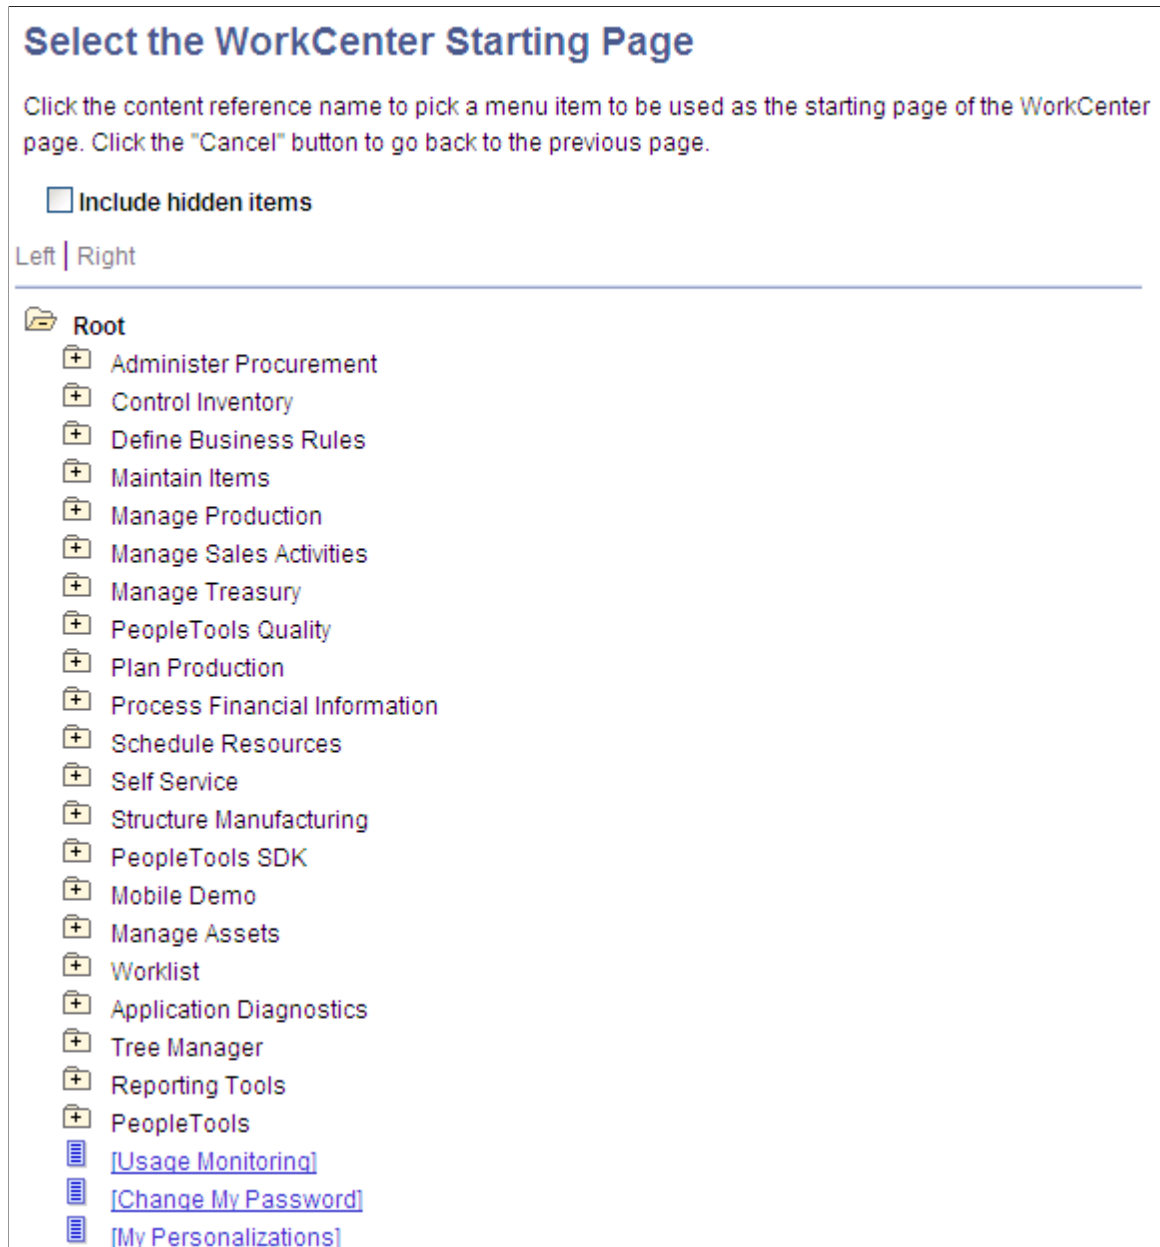 Select the WorkCenter Starting Page
Click the content reference name to pick a menu item to be used as the starting page of the WorkCenter
page. Click the "Cancel" button to go back to the previous page.
Include hidden items
Left | Right
Root
Administer Procurement
Control Inventory
Define Business Rules
Maintain Items
Manage Production
Manage Sales Activities
Manage Treasury
PeopleTools Quality
Plan Production
Process Financial Information
Schedule Resources
Self Service
Structure Manufacturing
PeopleTools SDK
Mobile Demo
Manage Assets
Worklist
Application Diagnostics
Tree Manager
Reporting Tools
PeopleTools
[Usage Monitoring]
[Change My Password]
[My Personalizations]